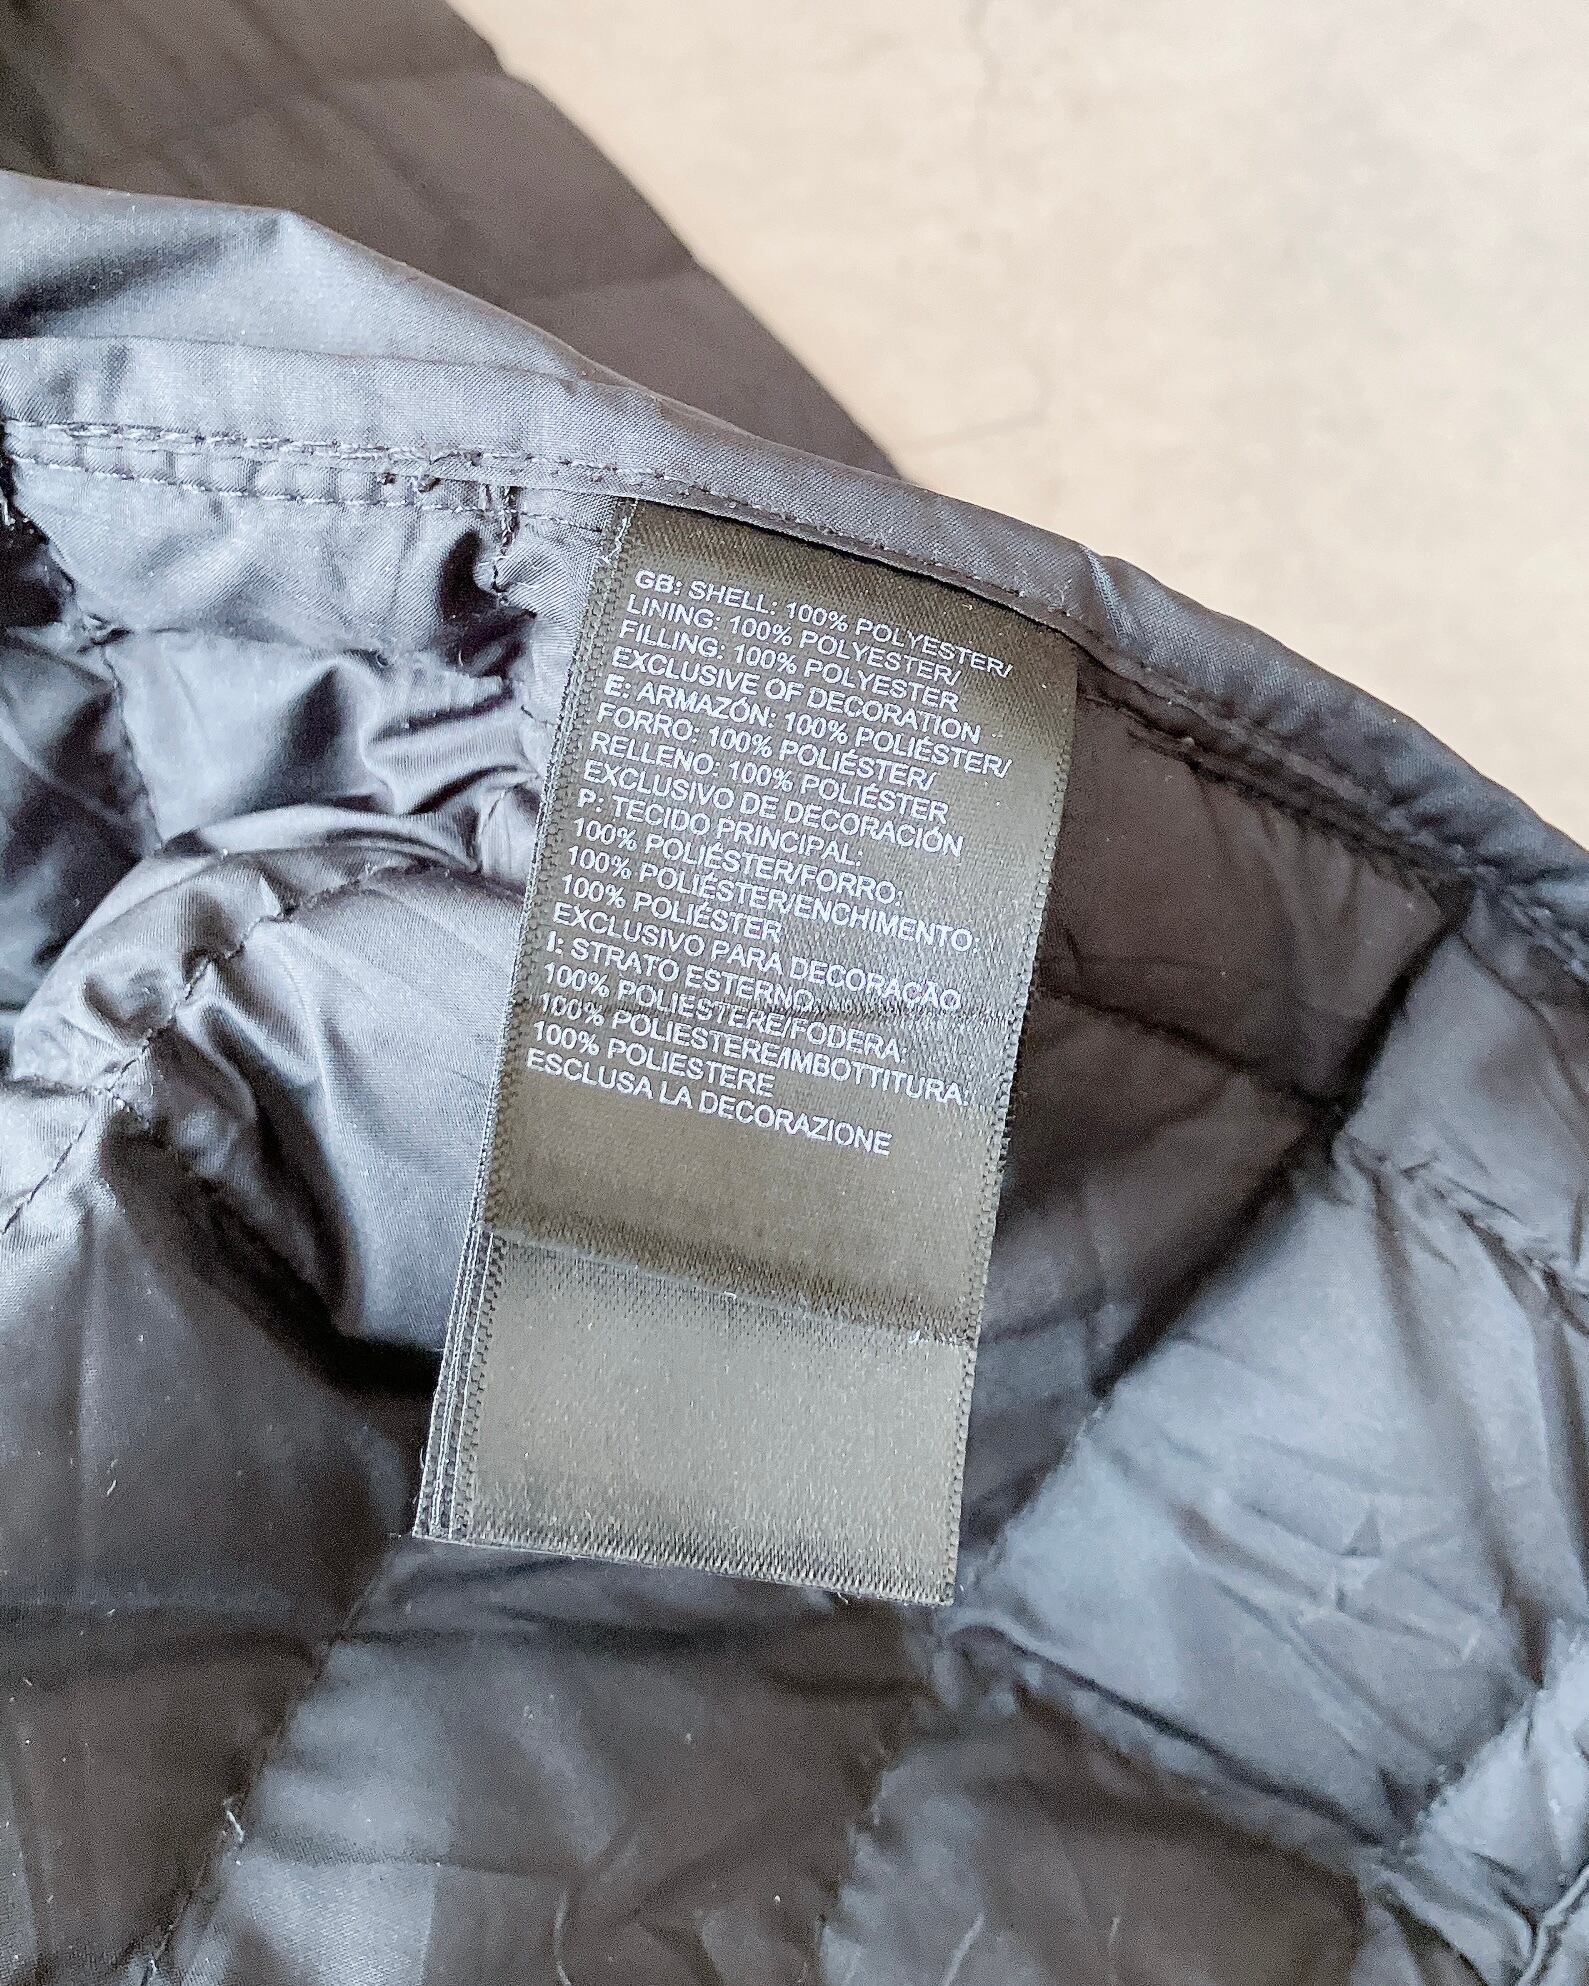 GB: SHELL: 100% POLYESTER/
LINING: 100% POLYESTER/
FILLING: 100% POLYESTER
EXCLUSIVE OF DECORATION
E: ARMAZÓN: 100% POLIÉSTER/
FORRO: 100% POLIÉSTER/
RELLENO: 100% POLIÉSTER
EXCLUSIVO DE DECORACIÓN
P: TECIDO PRINCIPAL:
100% POLIÉSTER/FORRO:
100% POLIÉSTER/ENCHIMENTO:
100% POLIÉSTER
EXCLUSIVO PARA DECORAÇÃO
I: STRATO ESTERNO:
100% POLIESTERE/FODERA:
100% POLIESTERE/IMBOTTITURA:
100% POLIESTERE
ESCLUSA LA DECORAZIONE